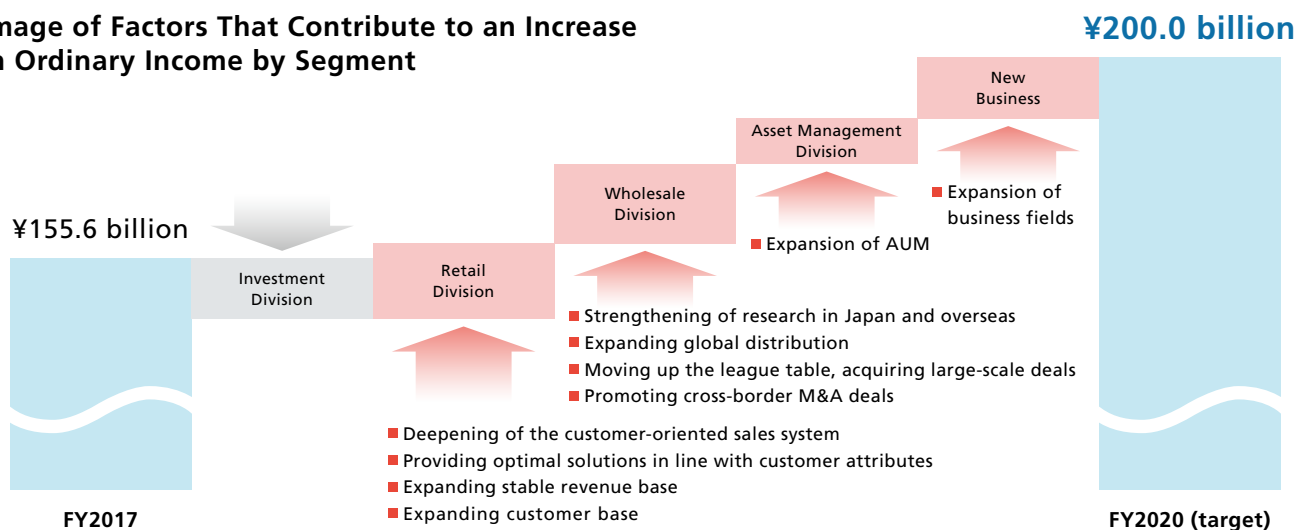 mage of Factors That Contribute to an Increase
n Ordinary Income by Segment
¥200.0 billion
New
Business
Asset Management
Division
Wholesale
Division
■ Expansion of
business fields
¥155.6 billion
■ Expansion of AUM
Investment
Division
Retail
Division
■ Strengthening of research in Japan and overseas
■ Expanding global distribution
■ Moving up the league table, acquiring large-scale deals
■ Promoting cross-border M&A deals
■ Deepening of the customer-oriented sales system
■ Providing optimal solutions in line with customer attributes
■ Expanding stable revenue base
■ Expanding customer base
FY2017
FY2020 (target)